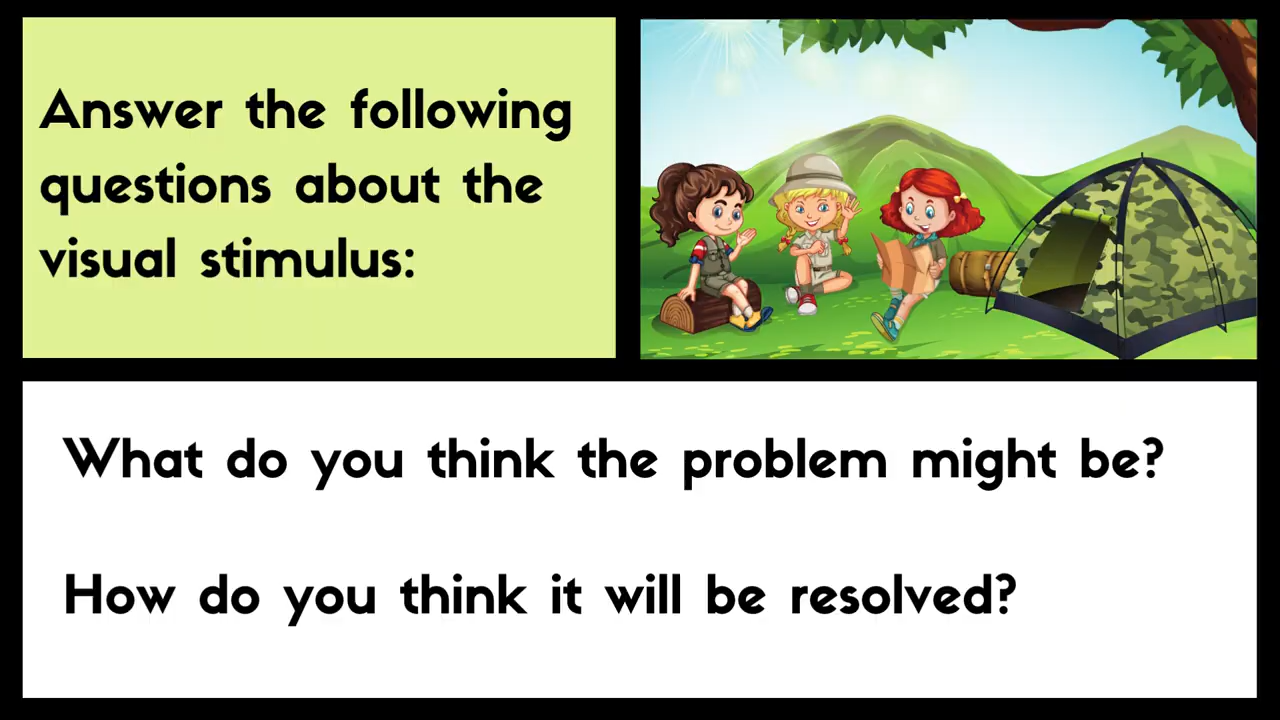 Answer the following
questions about the
visual stimulus:
What do you think the problem might be?
How do you think it will be resolved?